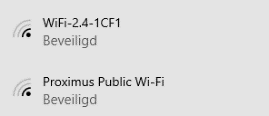 WiFi-2.4-1CF1
Beveiligd
Proximus Public Wi-Fi
Beveiligd